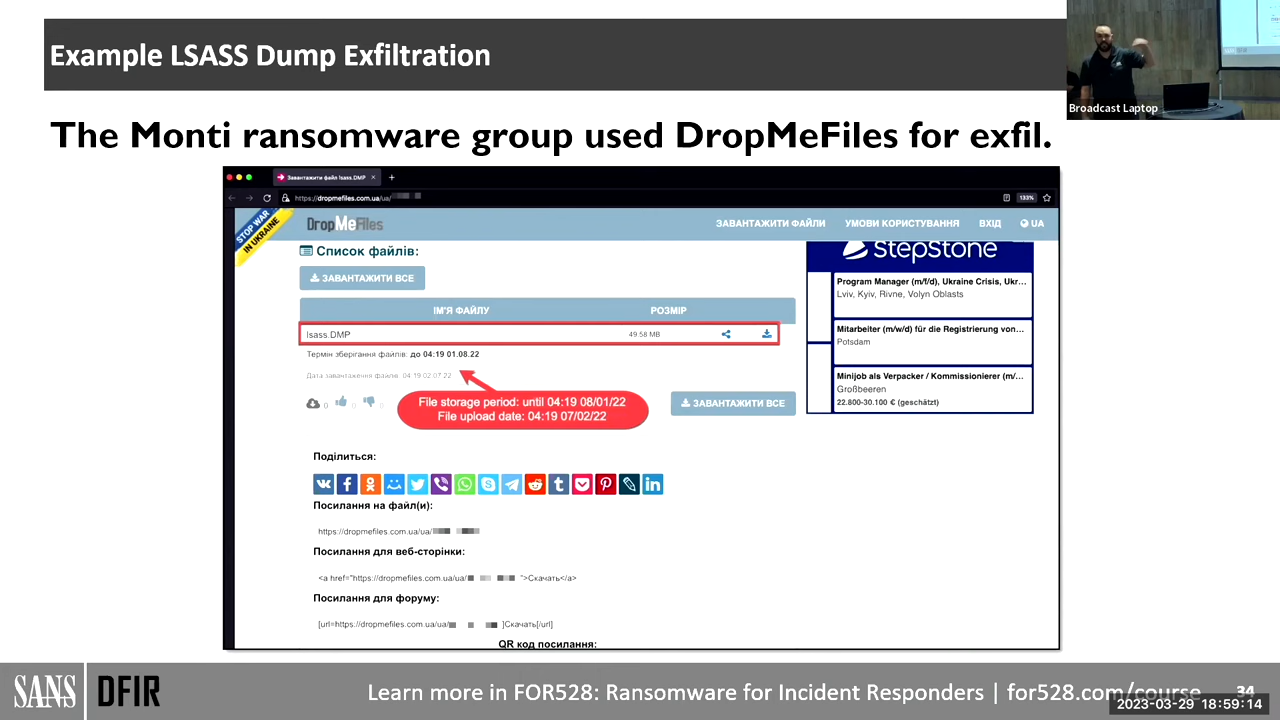 Example LSASS Dump Exfiltration
Broadcast Laptop
The Monti ransomware group used DropMeFiles for exfil.
Завантажити файл lsass.DMP
https://dropmefiles.com.ua/ua/
133%
STOP WAR
IN UKRAINE
DropMeFiles
ЗАВАНТАЖИТИ ФАЙЛИ УМОВИ КОРИСТУВАННЯ ВХІД UA
Список файлів:
ЗАВАНТАЖИТИ ВСЕ
ІМ'Я ФАЙЛУ РОЗМІР
lsass.DMP 49.58 MB
Термін зберігання файлів: до 04:19 01.08.22
Дата завантаження файлів: 04:19 02.07.22
0 0 0
File storage period: until 04:19 08/01/22
File upload date: 04:19 07/02/22
ЗАВАНТАЖИТИ ВСЕ
StepStone
Program Manager (m/f/d), Ukraine Crisis, Ukr...
Lviv, Kyiv, Rivne, Volyn Oblasts
Mitarbeiter (m/w/d) für die Registrierung von...
Potsdam
Minijob als Verpacker / Kommissionierer (m/...
Großbeeren
22.800-30.100 € (geschätzt)
Поділиться:
Посилання на файл(и):
https://dropmefiles.com.ua/ua/
Посилання для веб-сторінки:
<a href="https://dropmefiles.com.ua/ua/ ">Скачать</a>
Посилання для форуму:
[url=https://dropmefiles.com.ua/ua/ ]Скачать[/url]
QR код посилання:
SANS DFIR
Learn more in FOR528: Ransomware for Incident Responders | for528.com/course 34
2023-03-29 18:59:14